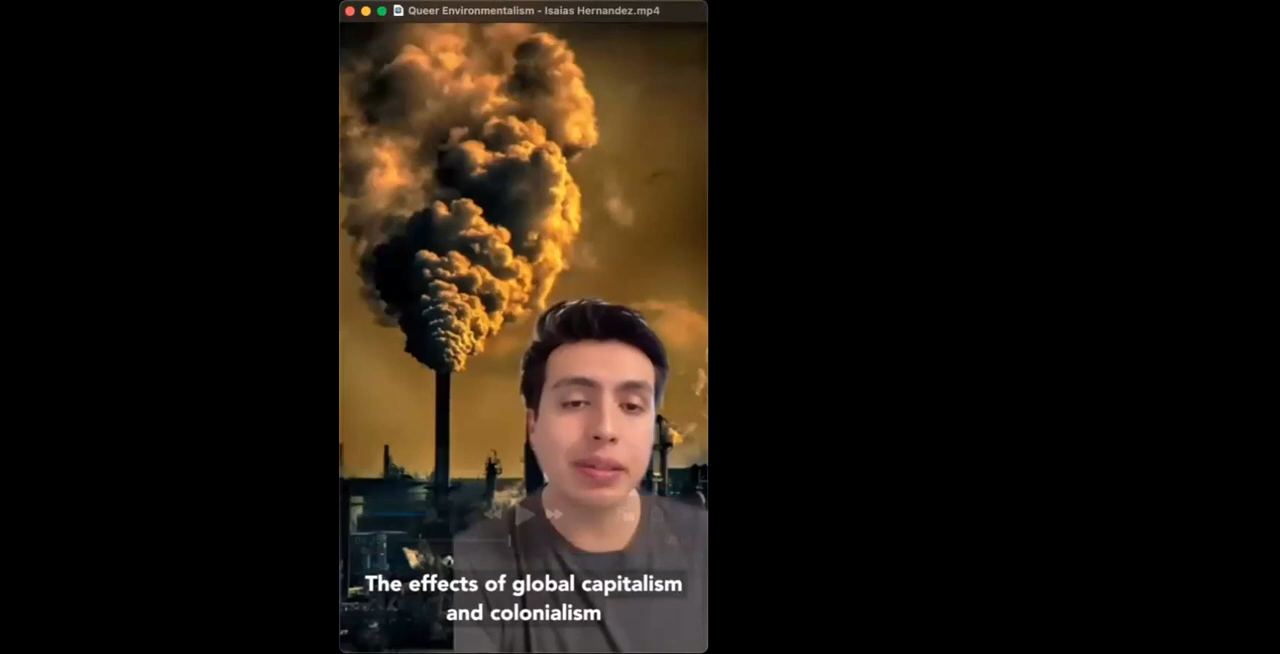 Queer Environmentalism - Isaias Hernandez.mp4
The effects of global capitalism
and colonialism